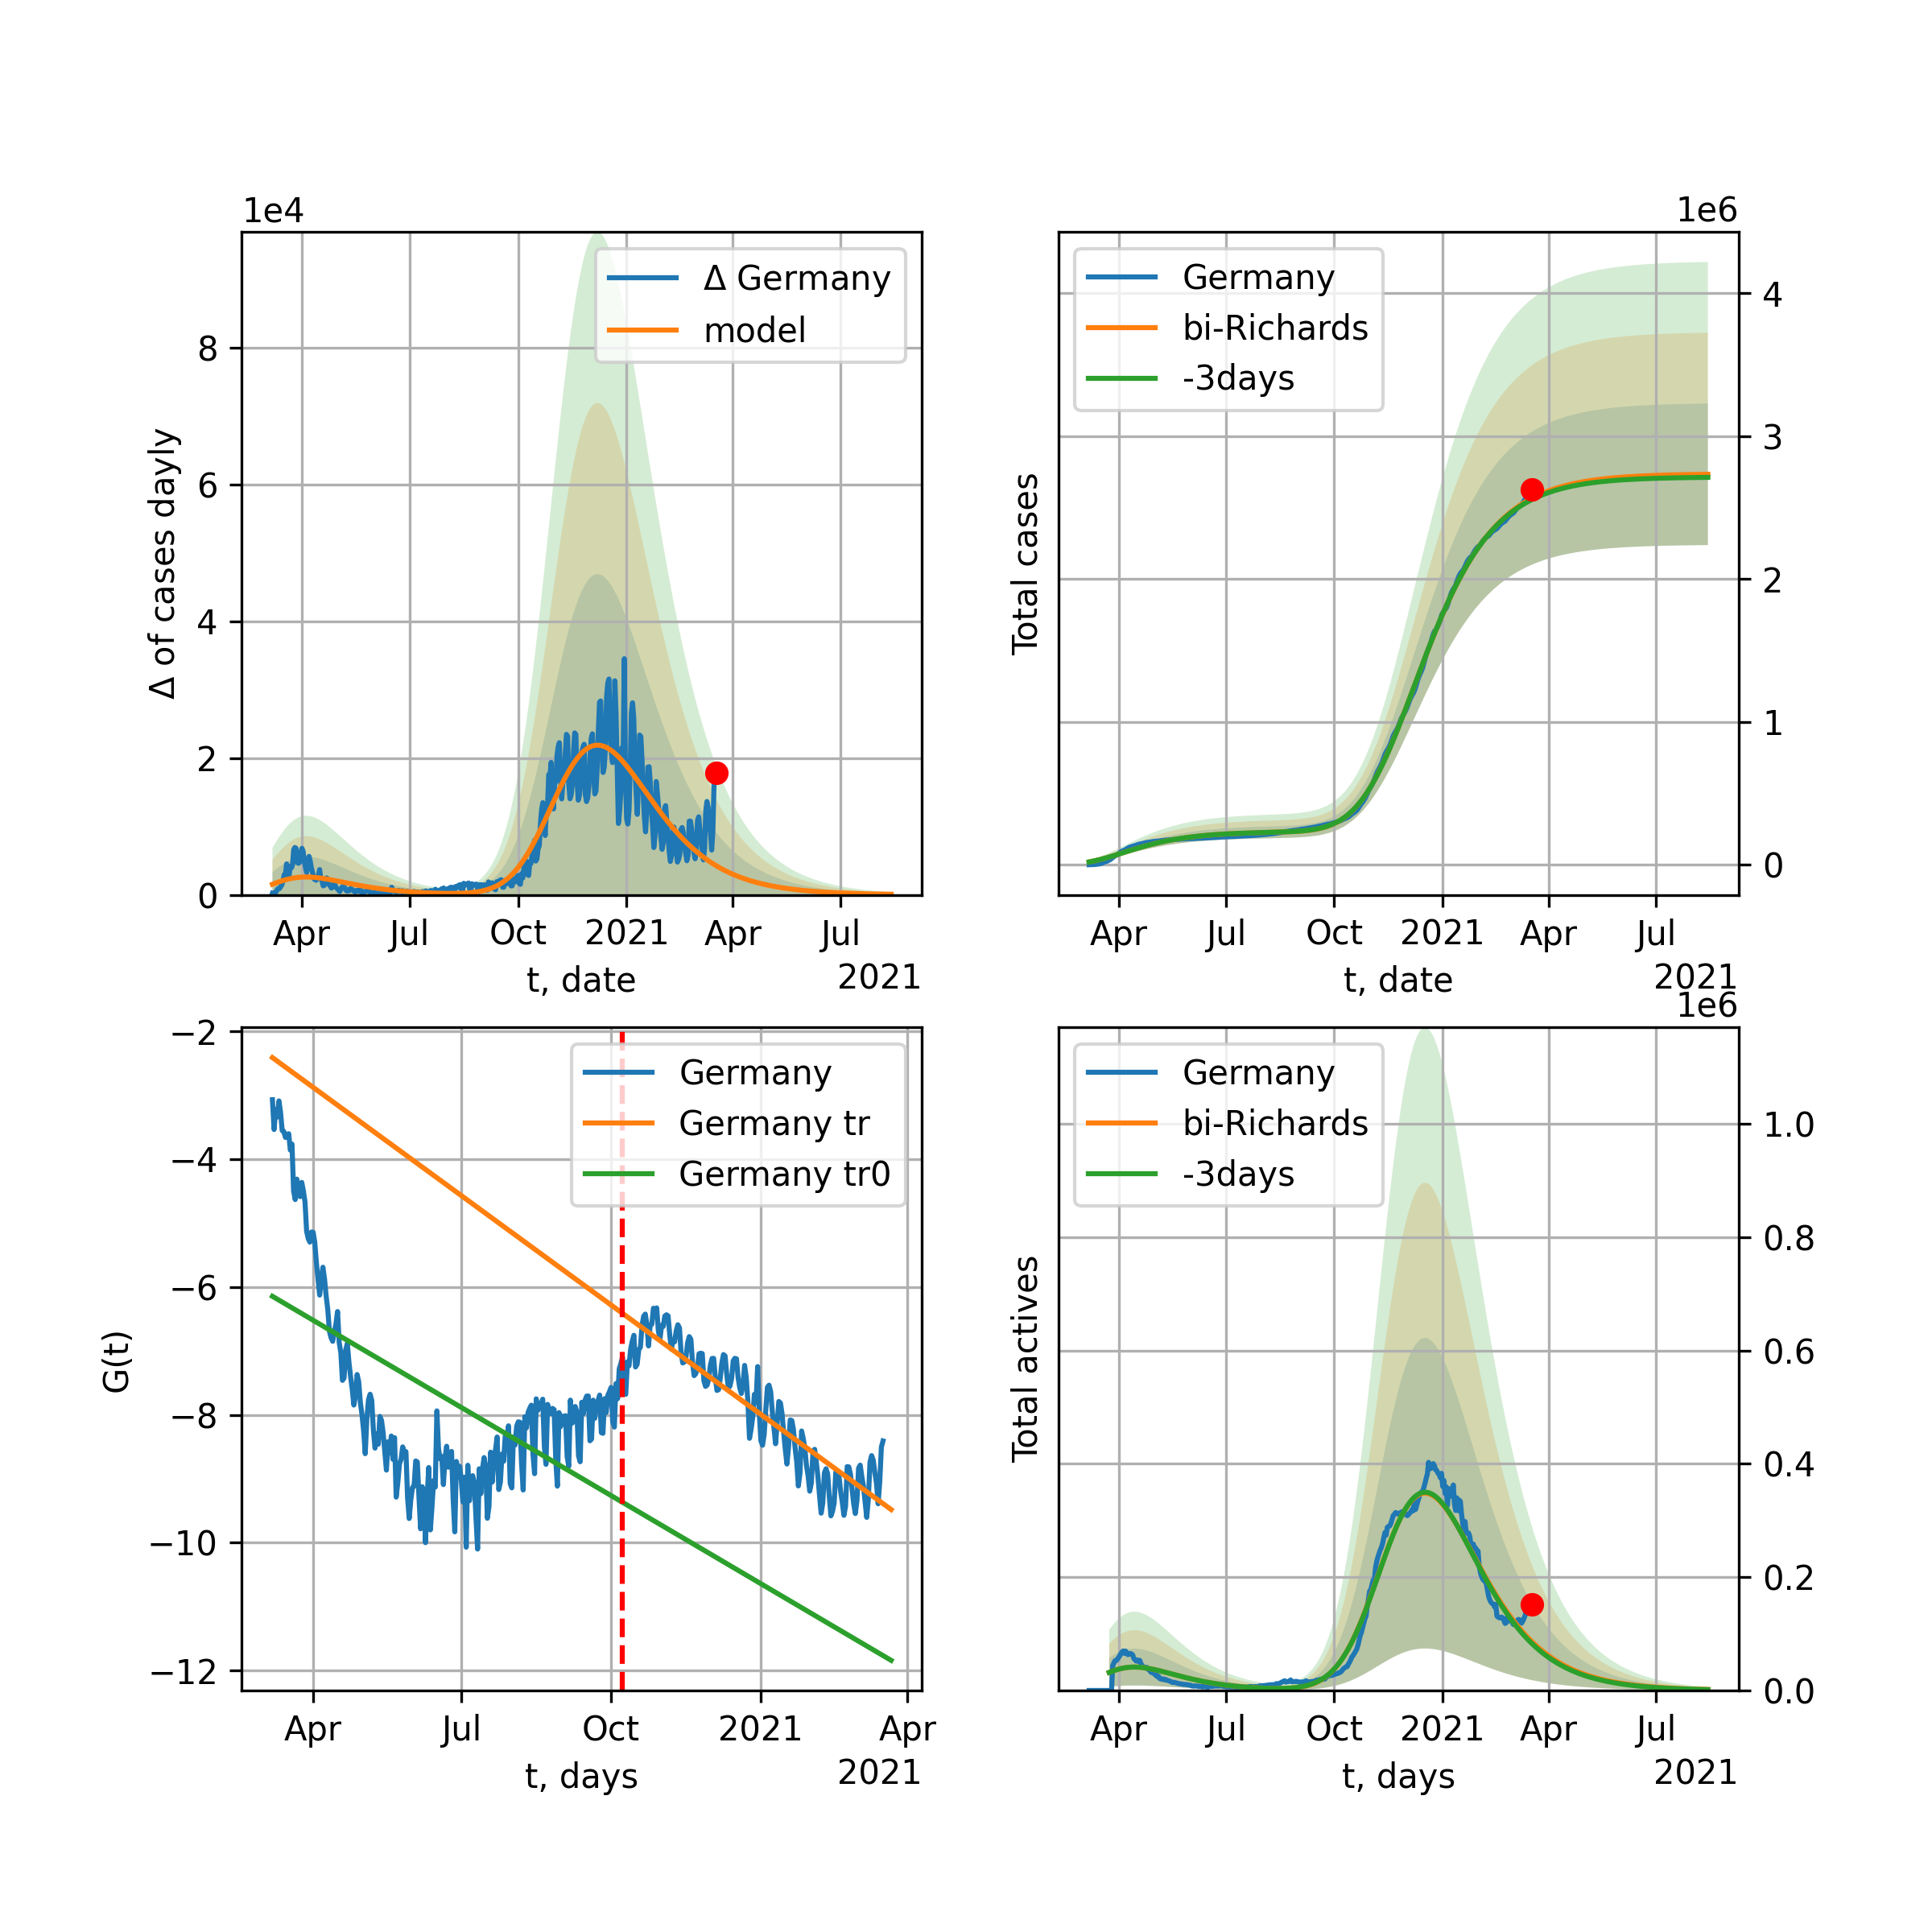 1e4
Δ of cases dayly
8
6
4
2
0
Δ Germany
model
Apr Jul Oct 2021 Apr Jul
t, date
2021
1e6
Total cases
Germany
bi-Richards
-3days
4
3
2
1
0
Apr Jul Oct 2021 Apr Jul
t, date
2021
G(t)
−2
−4
−6
−8
−10
−12
Germany
Germany tr
Germany tr0
Apr Jul Oct 2021 Apr
t, days
2021
1e6
Total actives
Germany
bi-Richards
-3days
1.0
0.8
0.6
0.4
0.2
0.0
Apr Jul Oct 2021 Apr Jul
t, days
2021